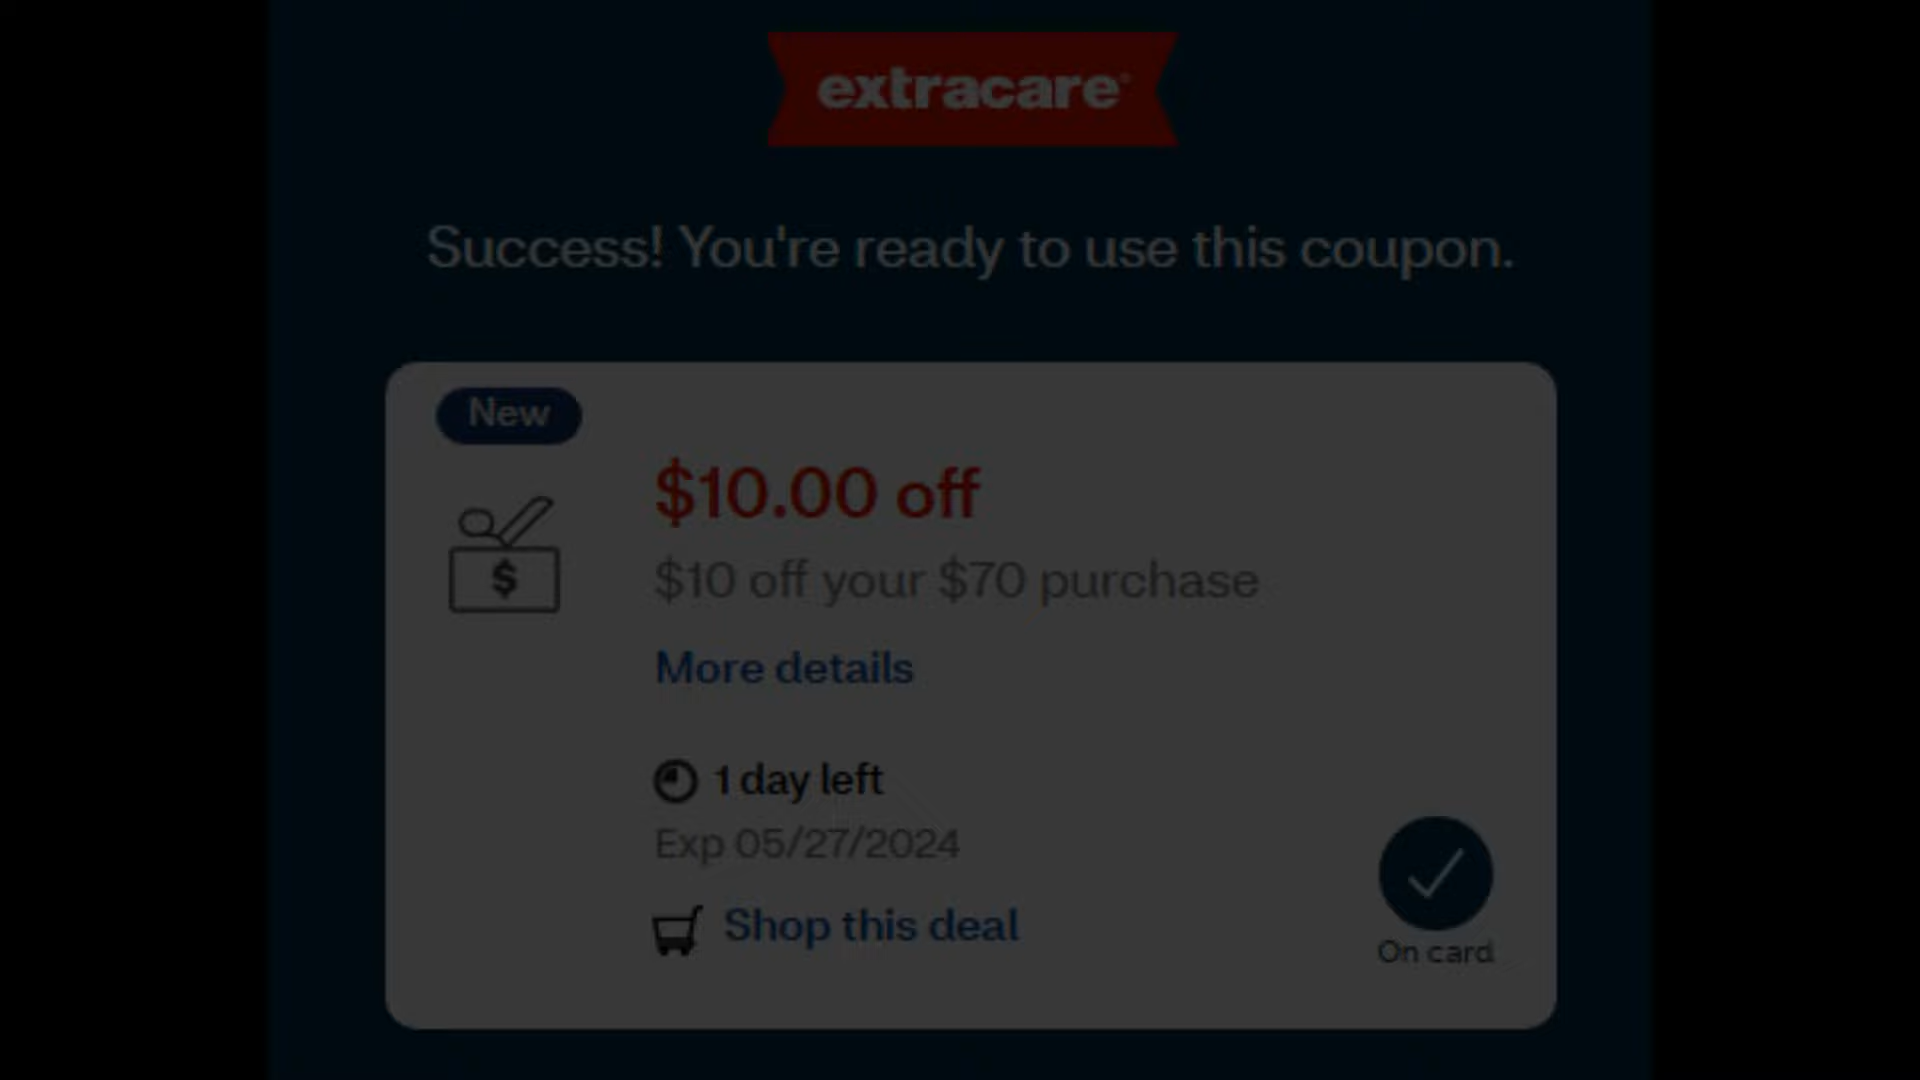 extracare®
Success! You're ready to use this coupon.
New
$10.00 off
$
$10 off your $70 purchase
More details
1 day left
Exp 05/27/2024
Shop this deal
On card